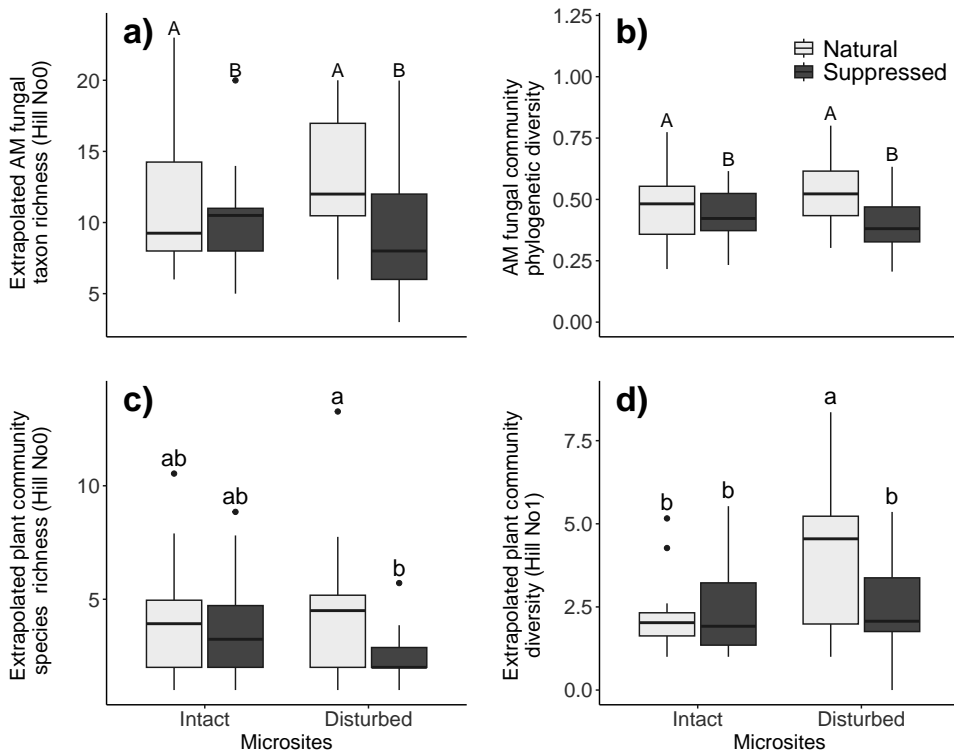 a)
Extrapolated AM fungal
taxon richness (Hill No0)
20
15
10
5
A
B
A
B
b)
AM fungal community
phylogenetic diversity
1.25
1.00
0.75
0.50
0.25
0.00
Natural
Suppressed
A
B
A
B
c)
Extrapolated plant community
species richness (Hill No0)
10
5
ab
ab
a
b
Intact
Disturbed
Microsites
d)
Extrapolated plant community
diversity (Hill No1)
7.5
5.0
2.5
0.0
b
b
a
b
Intact
Disturbed
Microsites